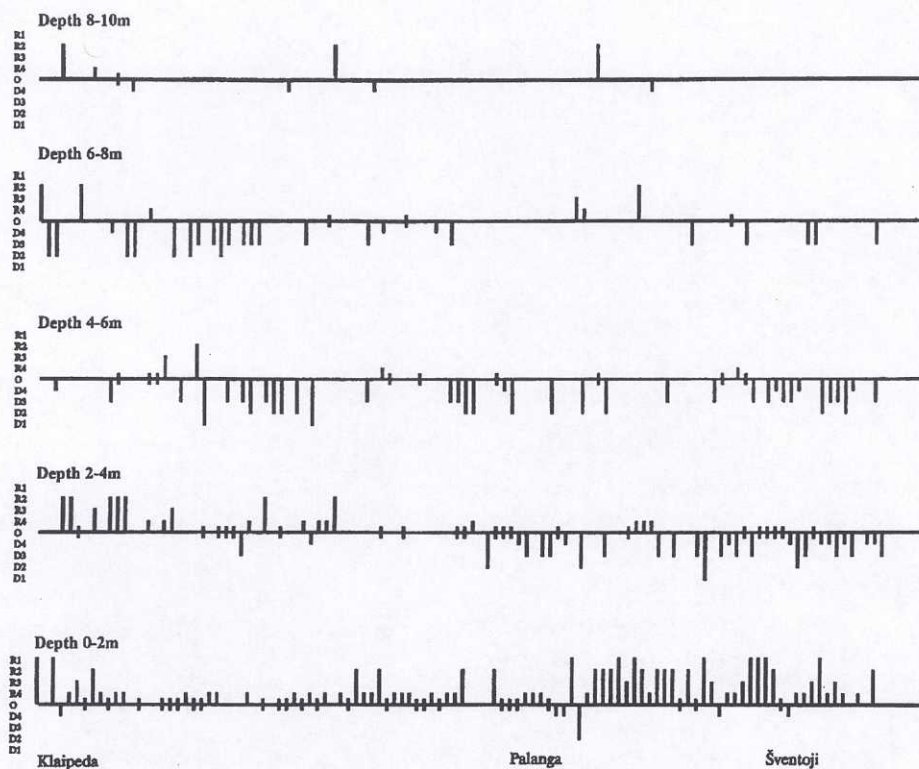 Depth 8-10m
R1
R2
R3
R4
O
D4
D3
D2
D1
Depth 6-8m
R1
R2
R3
R4
O
D4
D3
D2
D1
Depth 4-6m
R1
R2
R3
R4
O
D4
D3
D2
D1
Depth 2-4m
R1
R2
R3
R4
O
D4
D3
D2
D1
Depth 0-2m
R1
R2
R3
R4
O
D4
D3
D2
D1
Klaipeda Palanga Šventoji